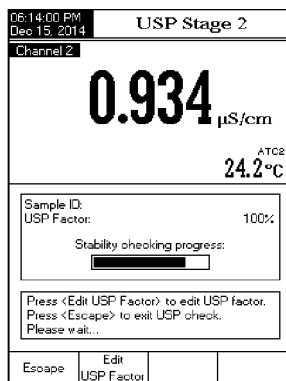 06:14:00 PM
Dec 15, 2014
USP Stage 2
Channel 2
0.934 µS/cm
ATC2
24.2°C
Sample ID:
USP Factor: 100%
Stability checking progress:
Press <Edit USP Factor> to edit USP factor.
Press <Escape> to exit USP check.
Please wait...
Escape
Edit
USP Factor